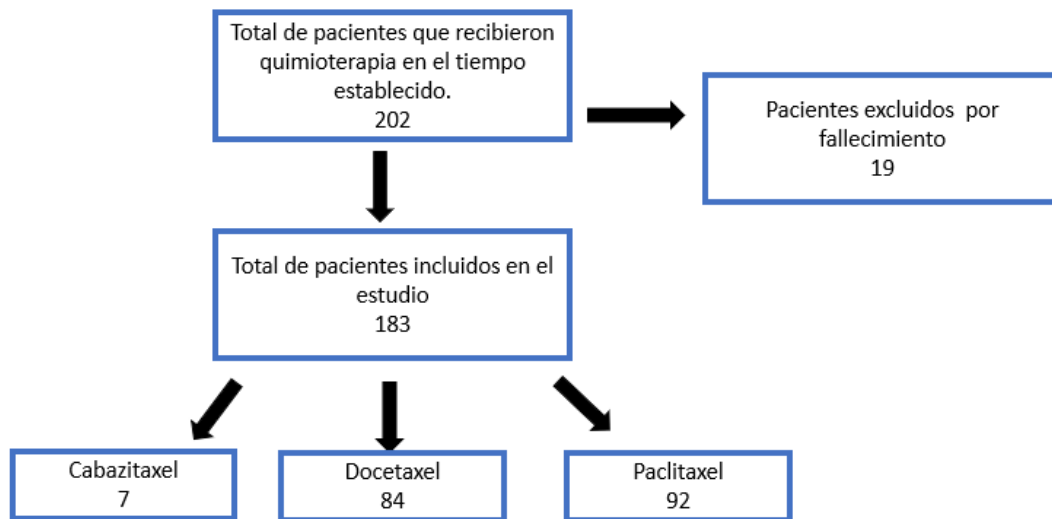 Total de pacientes que recibieron
quimioterapia en el tiempo
establecido.
202
Pacientes excluidos por
fallecimiento
19
Total de pacientes incluidos en el
estudio
183
Cabazitaxel
7
Docetaxel
84
Paclitaxel
92